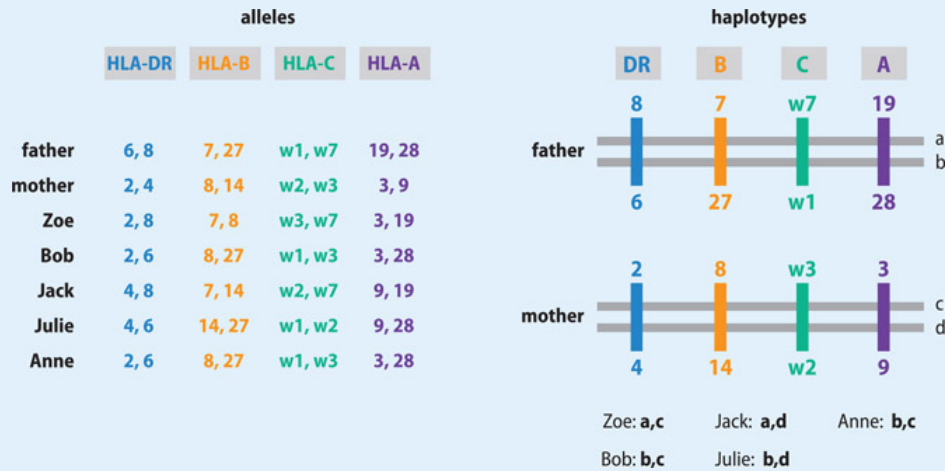 alleles
HLA-DR HLA-B HLA-C HLA-A
father 6, 8 7, 27 w1, w7 19, 28
mother 2, 4 8, 14 w2, w3 3, 9
Zoe 2, 8 7, 8 w3, w7 3, 19
Bob 2, 6 8, 27 w1, w3 3, 28
Jack 4, 8 7, 14 w2, w7 9, 19
Julie 4, 6 14, 27 w1, w2 9, 28
Anne 2, 6 8, 27 w1, w3 3, 28
haplotypes
DR B C A
8 7 w7 19
father
a
b
6 27 w1 28
2 8 w3 3
mother
c
d
4 14 w2 9
Zoe: a,c Jack: a,d Anne: b,c
Bob: b,c Julie: b,d